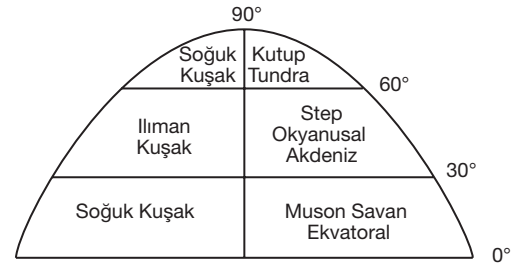 90°
Soğuk Kuşak
Kutup Tundra
60°
Ilıman Kuşak
Step Okyanusal Akdeniz
30°
Soğuk Kuşak
Muson Savan Ekvatoral
0°